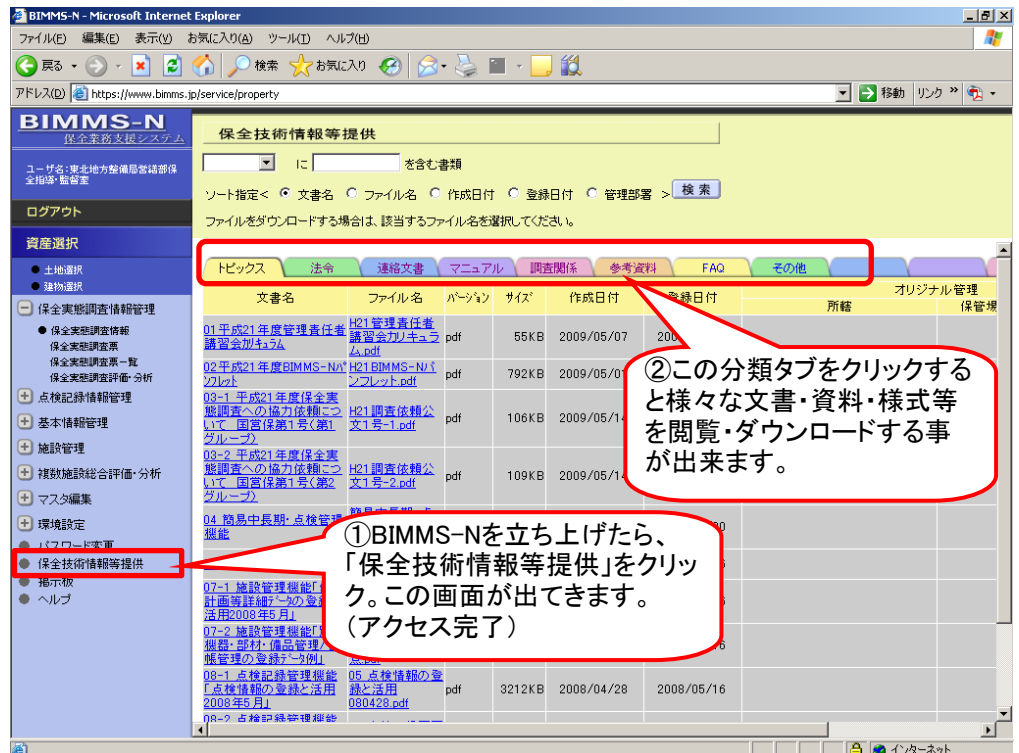 BIMMS-N - Microsoft Internet Explorer
ファイル(F) 編集(E) 表示(V) お気に入り(A) ツール(T) ヘルプ(H)
戻る 検索 お気に入り
アドレス(D) https://www.bimms.jp/service/property 移動 リンク »
BIMMS-N
保全業務支援システム
ユーザ名:東北地方整備局営繕部保全指導・監督室
ログアウト
資産選択
土地選択
建物選択
保全実態調査情報管理
保全実態調査情報
保全実態調査票
保全実態調査票一覧
保全実態調査評価・分析
点検記録情報管理
基本情報管理
施設管理
複数施設総合評価・分析
マスタ編集
環境設定
パスワード変更
保全技術情報等提供
掲示板
ヘルプ
保全技術情報等提供
に を含む書類
ソート指定< 文書名 ファイル名 作成日付 登録日付 管理部署 > 検索
ファイルをダウンロードする場合は、該当するファイル名を選択してください。
トピックス 法令 連絡文書 マニュアル 調査関係 参考資料 FAQ その他
文書名 ファイル名 バージョン サイズ 作成日付 登録日付 オリジナル管理
所轄 保管場
01平成21年度管理責任者講習会カリキュラム H21管理責任者講習会カリキュラム.pdf pdf 55KB 2009/05/07
02平成21年度BIMMS-Nパンフレット H21BIMMS-Nパンフレット.pdf pdf 792KB
03-1 平成21年度保全実態調査への協力依頼について 国営保第1号(第1グループ) H21調査依頼公文1号-1.pdf pdf 106KB 2009/05/14
03-2 平成21年度保全実態調査への協力依頼について 国営保第1号(第2グループ) H21調査依頼公文1号-2.pdf pdf 109KB 2009/05/14
04 簡易中長期・点検管理機能
07-1 施設管理機能「
計画等詳細データの登
活用2008年5月」
07-2 施設管理機能「
機器・部材・備品管理/
帳管理の登録データ例」
08-1 点検記録管理機能「点検情報の登録と活用2008年5月」 05 点検情報の登録と活用080428.pdf pdf 3212KB 2008/04/28 2008/05/16
08-2 点検記録管理機能
②この分類タブをクリックする
と様々な文書・資料・様式等
を閲覧・ダウンロードする事
が出来ます。
①BIMMS-Nを立ち上げたら、
「保全技術情報等提供」をクリッ
ク。この画面が出てきます。
(アクセス完了)
インターネット